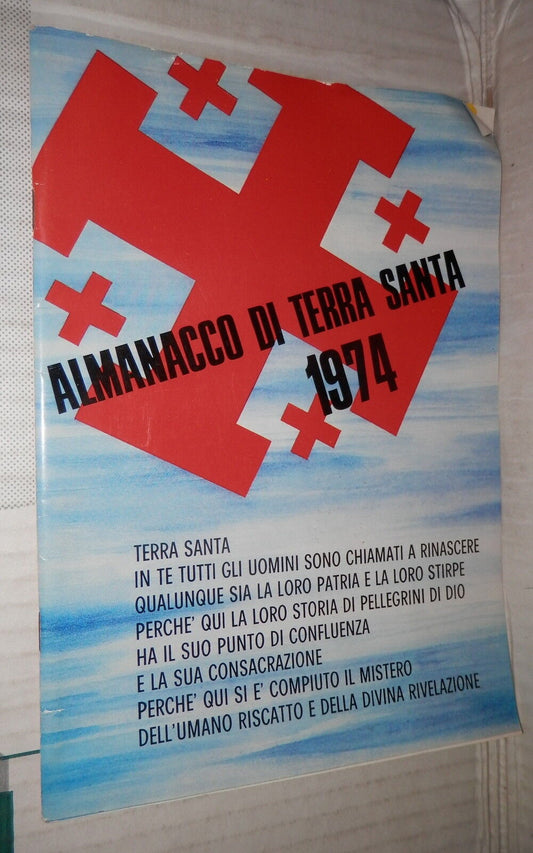 ALMANACCO DI TERRA SANTA
1974
TERRA SANTA
IN TE TUTTI GLI UOMINI SONO CHIAMATI A RINASCERE
QUALUNQUE SIA LA LORO PATRIA E LA LORO STIRPE
PERCHE' QUI LA LORO STORIA DI PELLEGRINI DI DIO
HA IL SUO PUNTO DI CONFLUENZA
E LA SUA CONSACRAZIONE
PERCHE' QUI SI E' COMPIUTO IL MISTERO
DELL'UMANO RISCATTO E DELLA DIVINA RIVELAZIONE